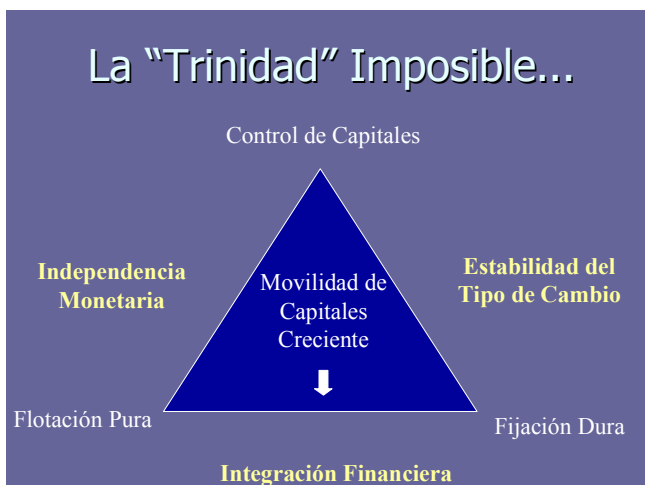 La “Trinidad” Imposible...
Control de Capitales
Independencia
Monetaria
Estabilidad del
Tipo de Cambio
Movilidad de
Capitales
Creciente
Flotación Pura
Fijación Dura
Integración Financiera